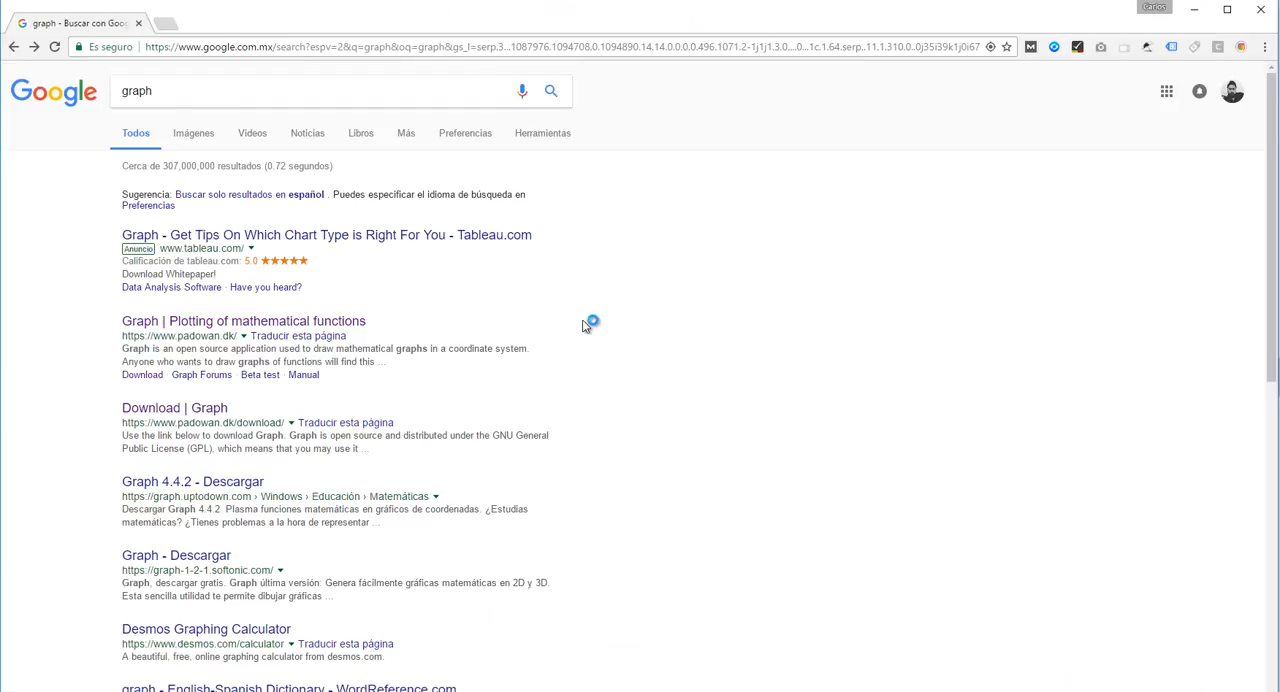 Carlos
graph - Buscar con Goog
Es seguro
https://www.google.com.mx/search?espv=2&q=graph&oq=graph&gs_l=serp.3...1087976.1094708.0.1094890.14.14.0.0.0.0.496.1071.2-1j1j1.3.0....0...1c.1.64.serp..11.1.310.0..0j35i39k1j0i67
Google
graph
Todos Imágenes Videos Noticias Libros Más Preferencias Herramientas
Cerca de 307,000,000 resultados (0.72 segundos)
Sugerencia: Buscar solo resultados en español . Puedes especificar el idioma de búsqueda en
Preferencias
Graph - Get Tips On Which Chart Type is Right For You - Tableau.com
Anuncio www.tableau.com/
Calificación de tableau.com: 5.0 ★★★★★
Download Whitepaper!
Data Analysis Software · Have you heard?
Graph | Plotting of mathematical functions
https://www.padowan.dk/ Traducir esta página
Graph is an open source application used to draw mathematical graphs in a coordinate system.
Anyone who wants to draw graphs of functions will find this ...
Download · Graph Forums · Beta test · Manual
Download | Graph
https://www.padowan.dk/download/ Traducir esta página
Use the link below to download Graph. Graph is open source and distributed under the GNU General
Public License (GPL), which means that you may use it ...
Graph 4.4.2 - Descargar
https://graph.uptodown.com › Windows › Educación › Matemáticas
Descargar Graph 4.4.2. Plasma funciones matemáticas en gráficos de coordenadas. ¿Estudias
matemáticas? ¿Tienes problemas a la hora de representar ...
Graph - Descargar
https://graph-1-2-1.softonic.com/
Graph, descargar gratis. Graph última versión: Genera fácilmente gráficas matemáticas en 2D y 3D.
Esta sencilla utilidad te permite dibujar gráficas ...
Desmos Graphing Calculator
https://www.desmos.com/calculator Traducir esta página
A beautiful, free, online graphing calculator from desmos.com.
graph - English-Spanish Dictionary - WordReference.com